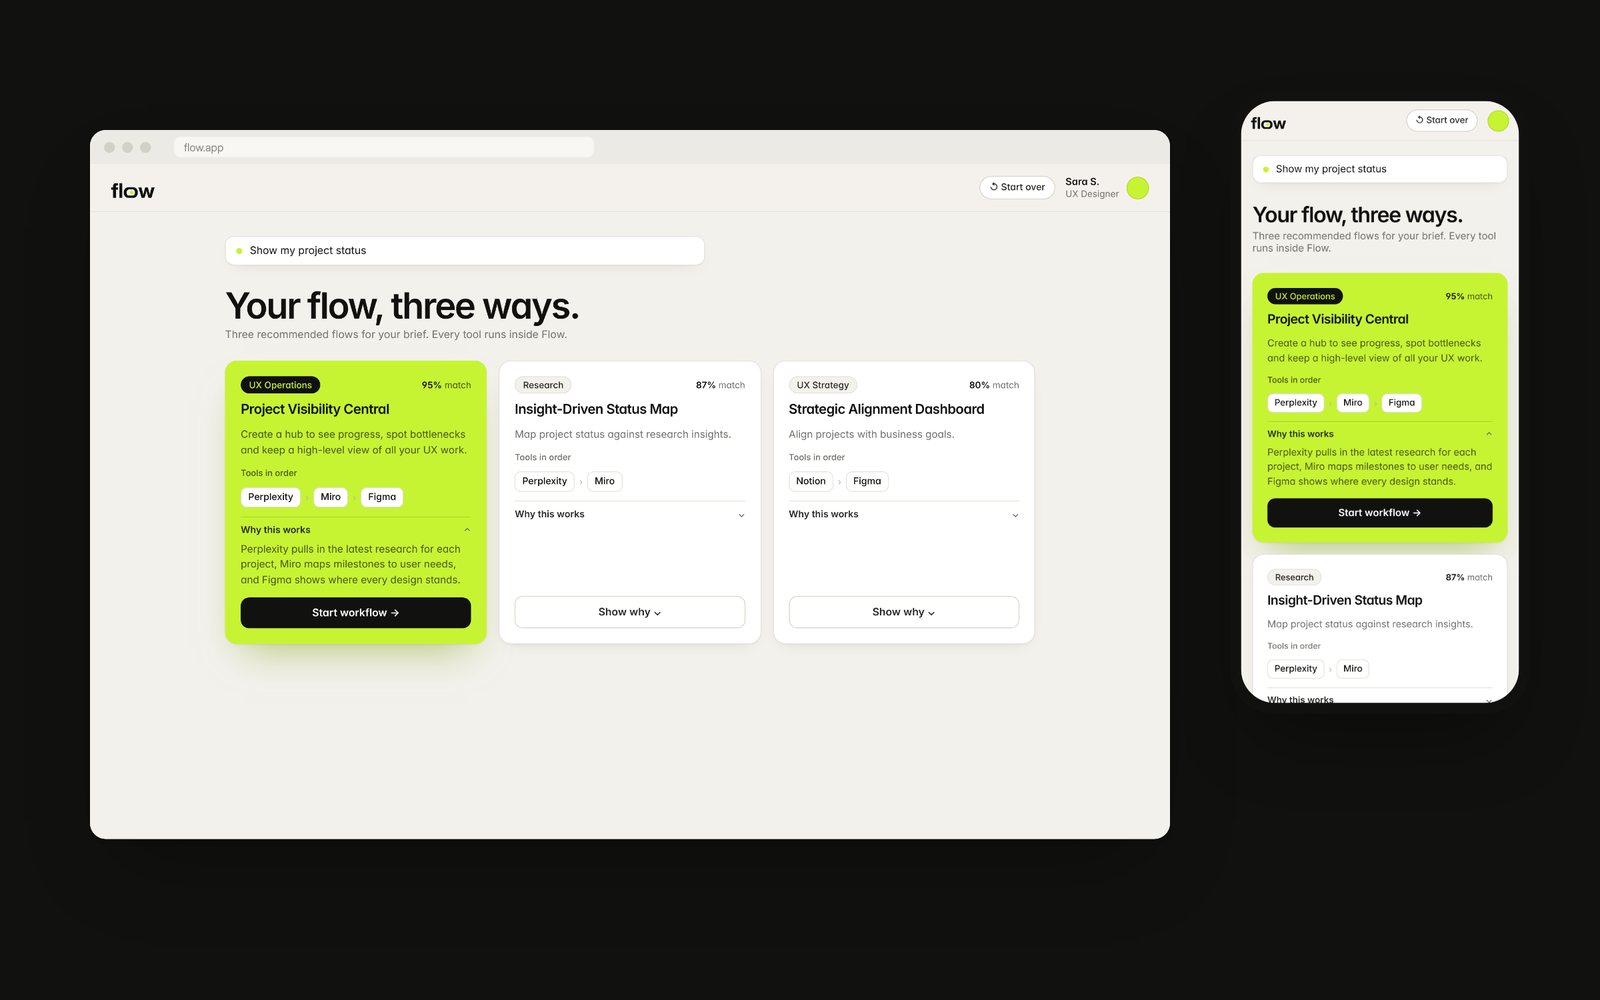 flow.app
flow
Start over
Sara S.
UX Designer
Show my project status
Your flow, three ways.
Three recommended flows for your brief. Every tool runs inside Flow.
UX Operations
95% match
Project Visibility Central
Create a hub to see progress, spot bottlenecks
and keep a high-level view of all your UX work.
Tools in order
Perplexity › Miro › Figma
Why this works
Perplexity pulls in the latest research for each
project, Miro maps milestones to user needs,
and Figma shows where every design stands.
Start workflow →
Research
87% match
Insight-Driven Status Map
Map project status against research insights.
Tools in order
Perplexity › Miro
Why this works
Show why
UX Strategy
80% match
Strategic Alignment Dashboard
Align projects with business goals.
Tools in order
Notion › Figma
Why this works
Show why
flow
Start over
Show my project status
Your flow, three ways.
Three recommended flows for your brief. Every tool
runs inside Flow.
UX Operations
95% match
Project Visibility Central
Create a hub to see progress, spot bottlenecks
and keep a high-level view of all your UX work.
Tools in order
Perplexity › Miro › Figma
Why this works
Perplexity pulls in the latest research for each
project, Miro maps milestones to user needs, and
Figma shows where every design stands.
Start workflow →
Research
87% match
Insight-Driven Status Map
Map project status against research insights.
Tools in order
Perplexity › Miro
Why this works